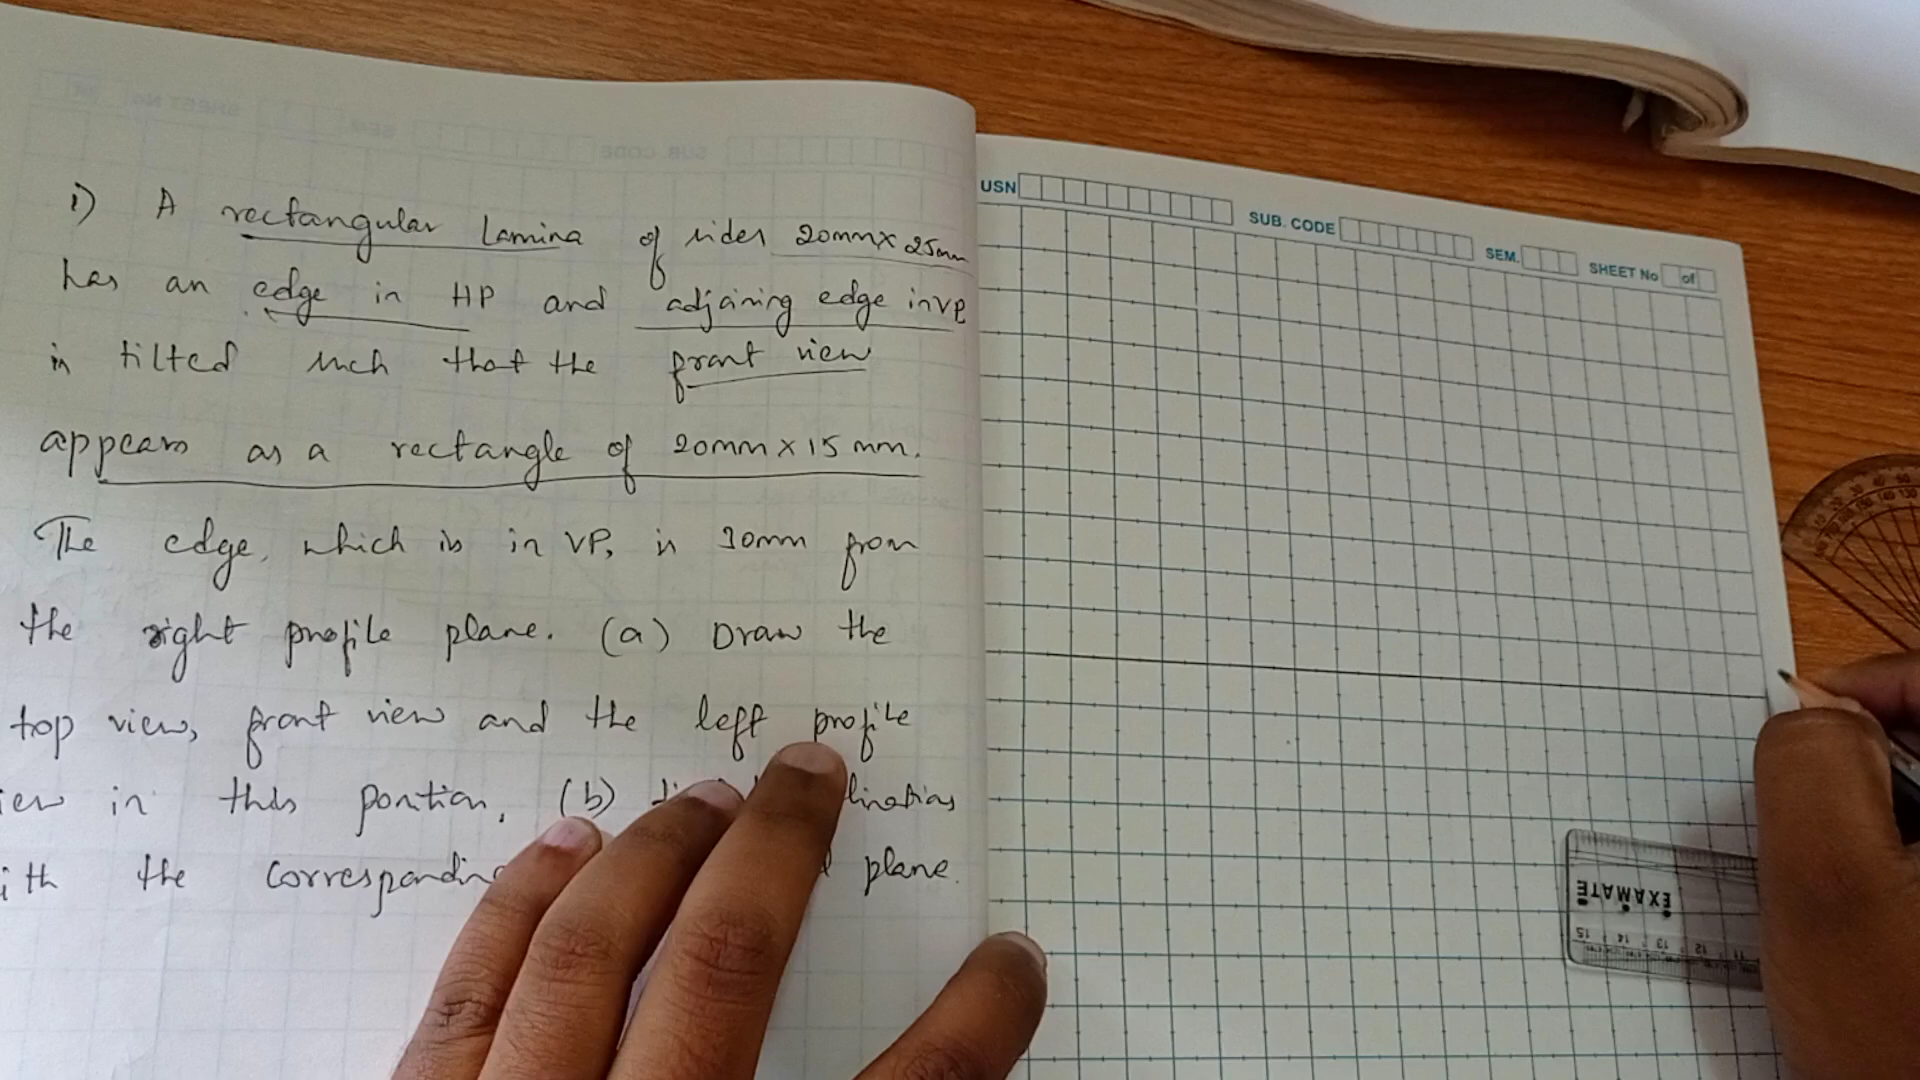 1) A rectangular Lamina of sides 20mm x 25mm
has an edge in HP and adjoining edge in VP
is tilted such that the front view
appears as a rectangle of 20mm x 15 mm.
The edge, which is in VP, is 30mm from
the right profile plane. (a) Draw the
top view, front view and the left profile
in this position. (b)
the corresponding plane.
USN
SUB. CODE
SEM.
SHEET No of
EXAMATE
15 14 13 12 11